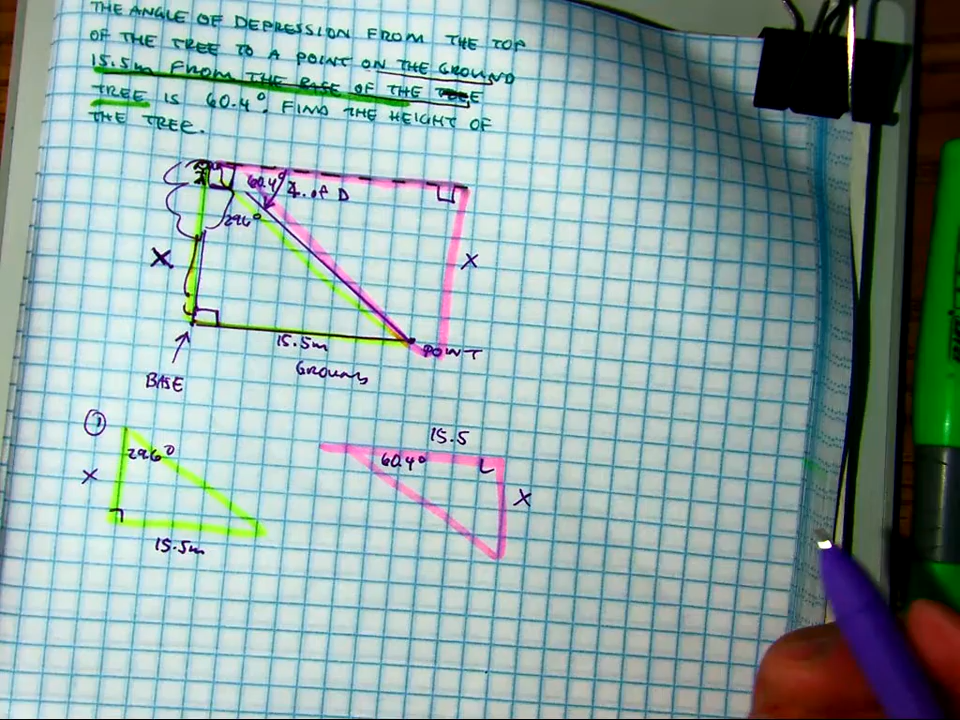 THE ANGLE OF DEPRESSION FROM THE TOP
OF THE TREE TO A POINT ON THE GROUND
15.5m FROM THE BASE OF THE
TREE IS 60.4°. FIND THE HEIGHT OF
THE TREE.
60.4° ∡ of D
29.6°
X
X
15.5m
POINT
GROUND
BASE
①
29.6°
X
15.5m
15.5
60.4°
X